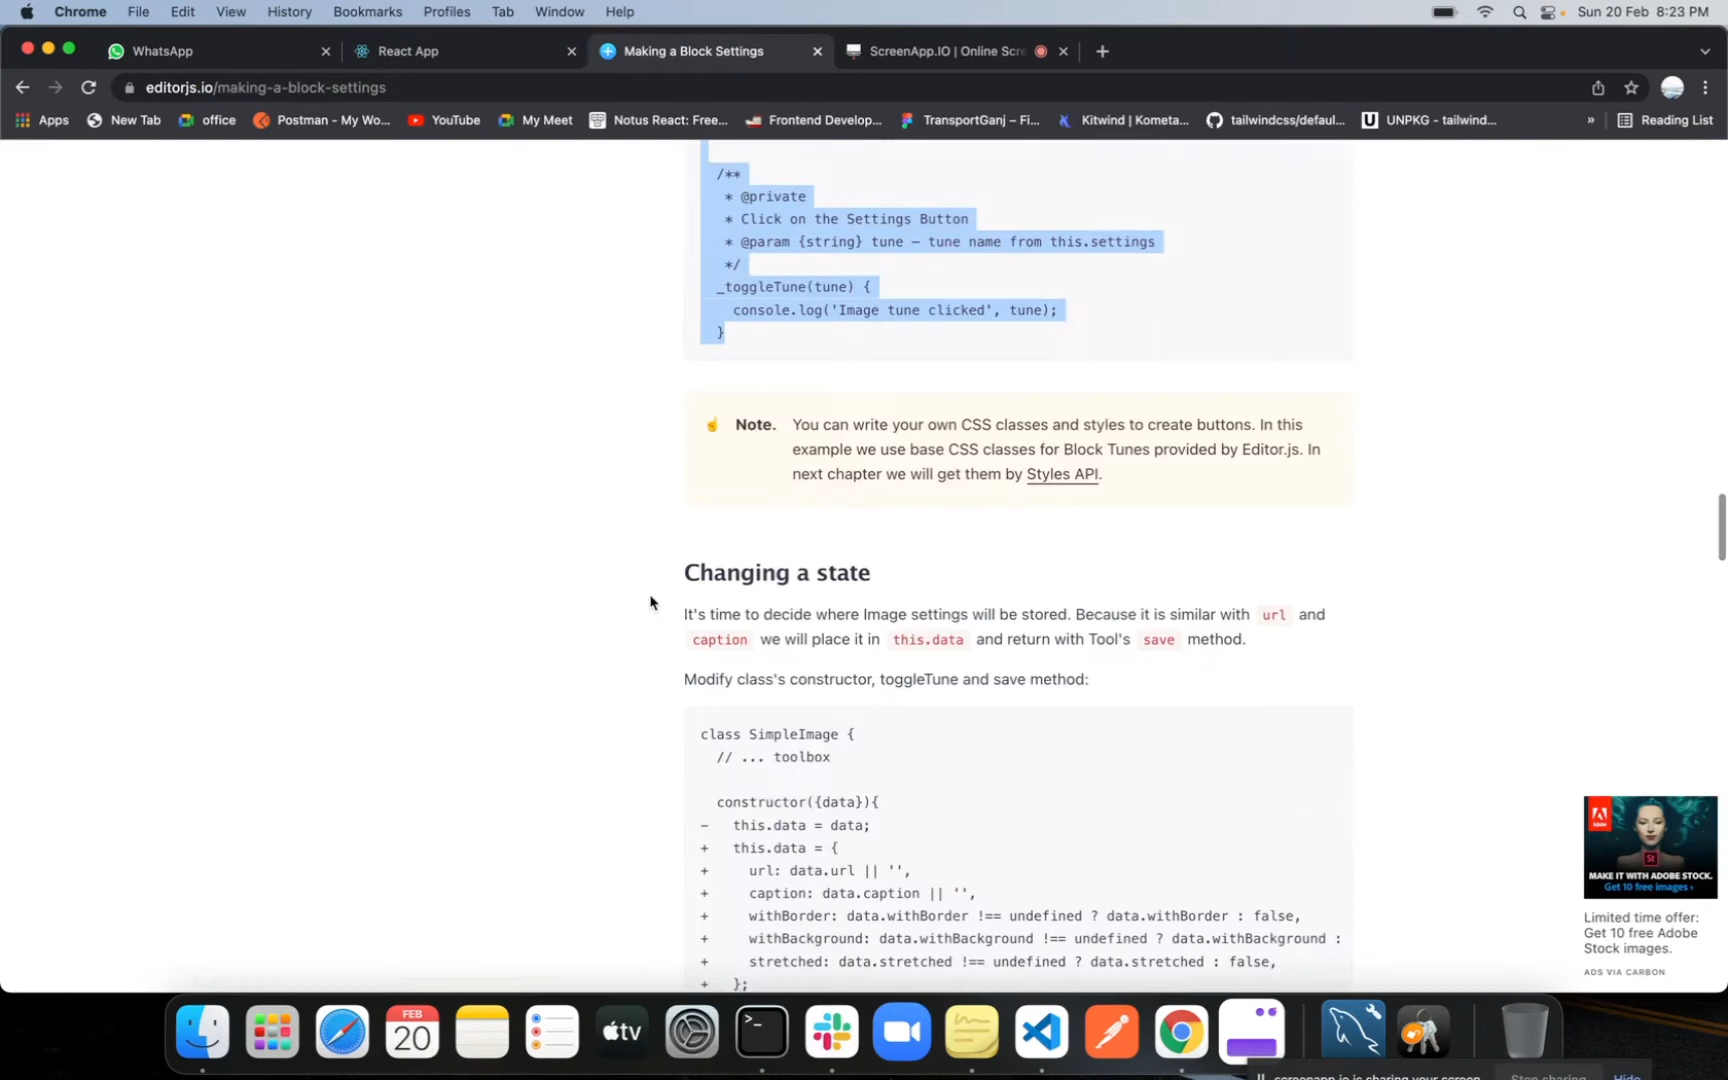 Chrome File Edit View History Bookmarks Profiles Tab Window Help Sun 20 Feb 8:23 PM
WhatsApp React App Making a Block Settings ScreenApp.IO | Online Scr
editorjs.io/making-a-block-settings
Apps New Tab office Postman - My Wo... YouTube My Meet Notus React: Free... Frontend Develop... TransportGanj – Fi... Kitwind | Kometa... tailwindcss/defaul... UNPKG - tailwind... » Reading List
/**
* @private
* Click on the Settings Button
* @param {string} tune — tune name from this.settings
*/
_toggleTune(tune) {
console.log('Image tune clicked', tune);
}
Note. You can write your own CSS classes and styles to create buttons. In this
example we use base CSS classes for Block Tunes provided by Editor.js. In
next chapter we will get them by Styles API.
Changing a state
It's time to decide where Image settings will be stored. Because it is similar with url and
caption we will place it in this.data and return with Tool's save method.
Modify class's constructor, toggleTune and save method:
class SimpleImage {
// ... toolbox
constructor({data}){
- this.data = data;
+ this.data = {
+ url: data.url || '',
+ caption: data.caption || '',
+ withBorder: data.withBorder !== undefined ? data.withBorder : false,
+ withBackground: data.withBackground !== undefined ? data.withBackground :
+ stretched: data.stretched !== undefined ? data.stretched : false,
+ };
MAKE IT WITH ADOBE STOCK.
Get 10 free images ›
Limited time offer:
Get 10 free Adobe
Stock images.
ADS VIA CARBON
FEB
20
tv
screenapp.io is sharing your screen. Stop sharing Hide